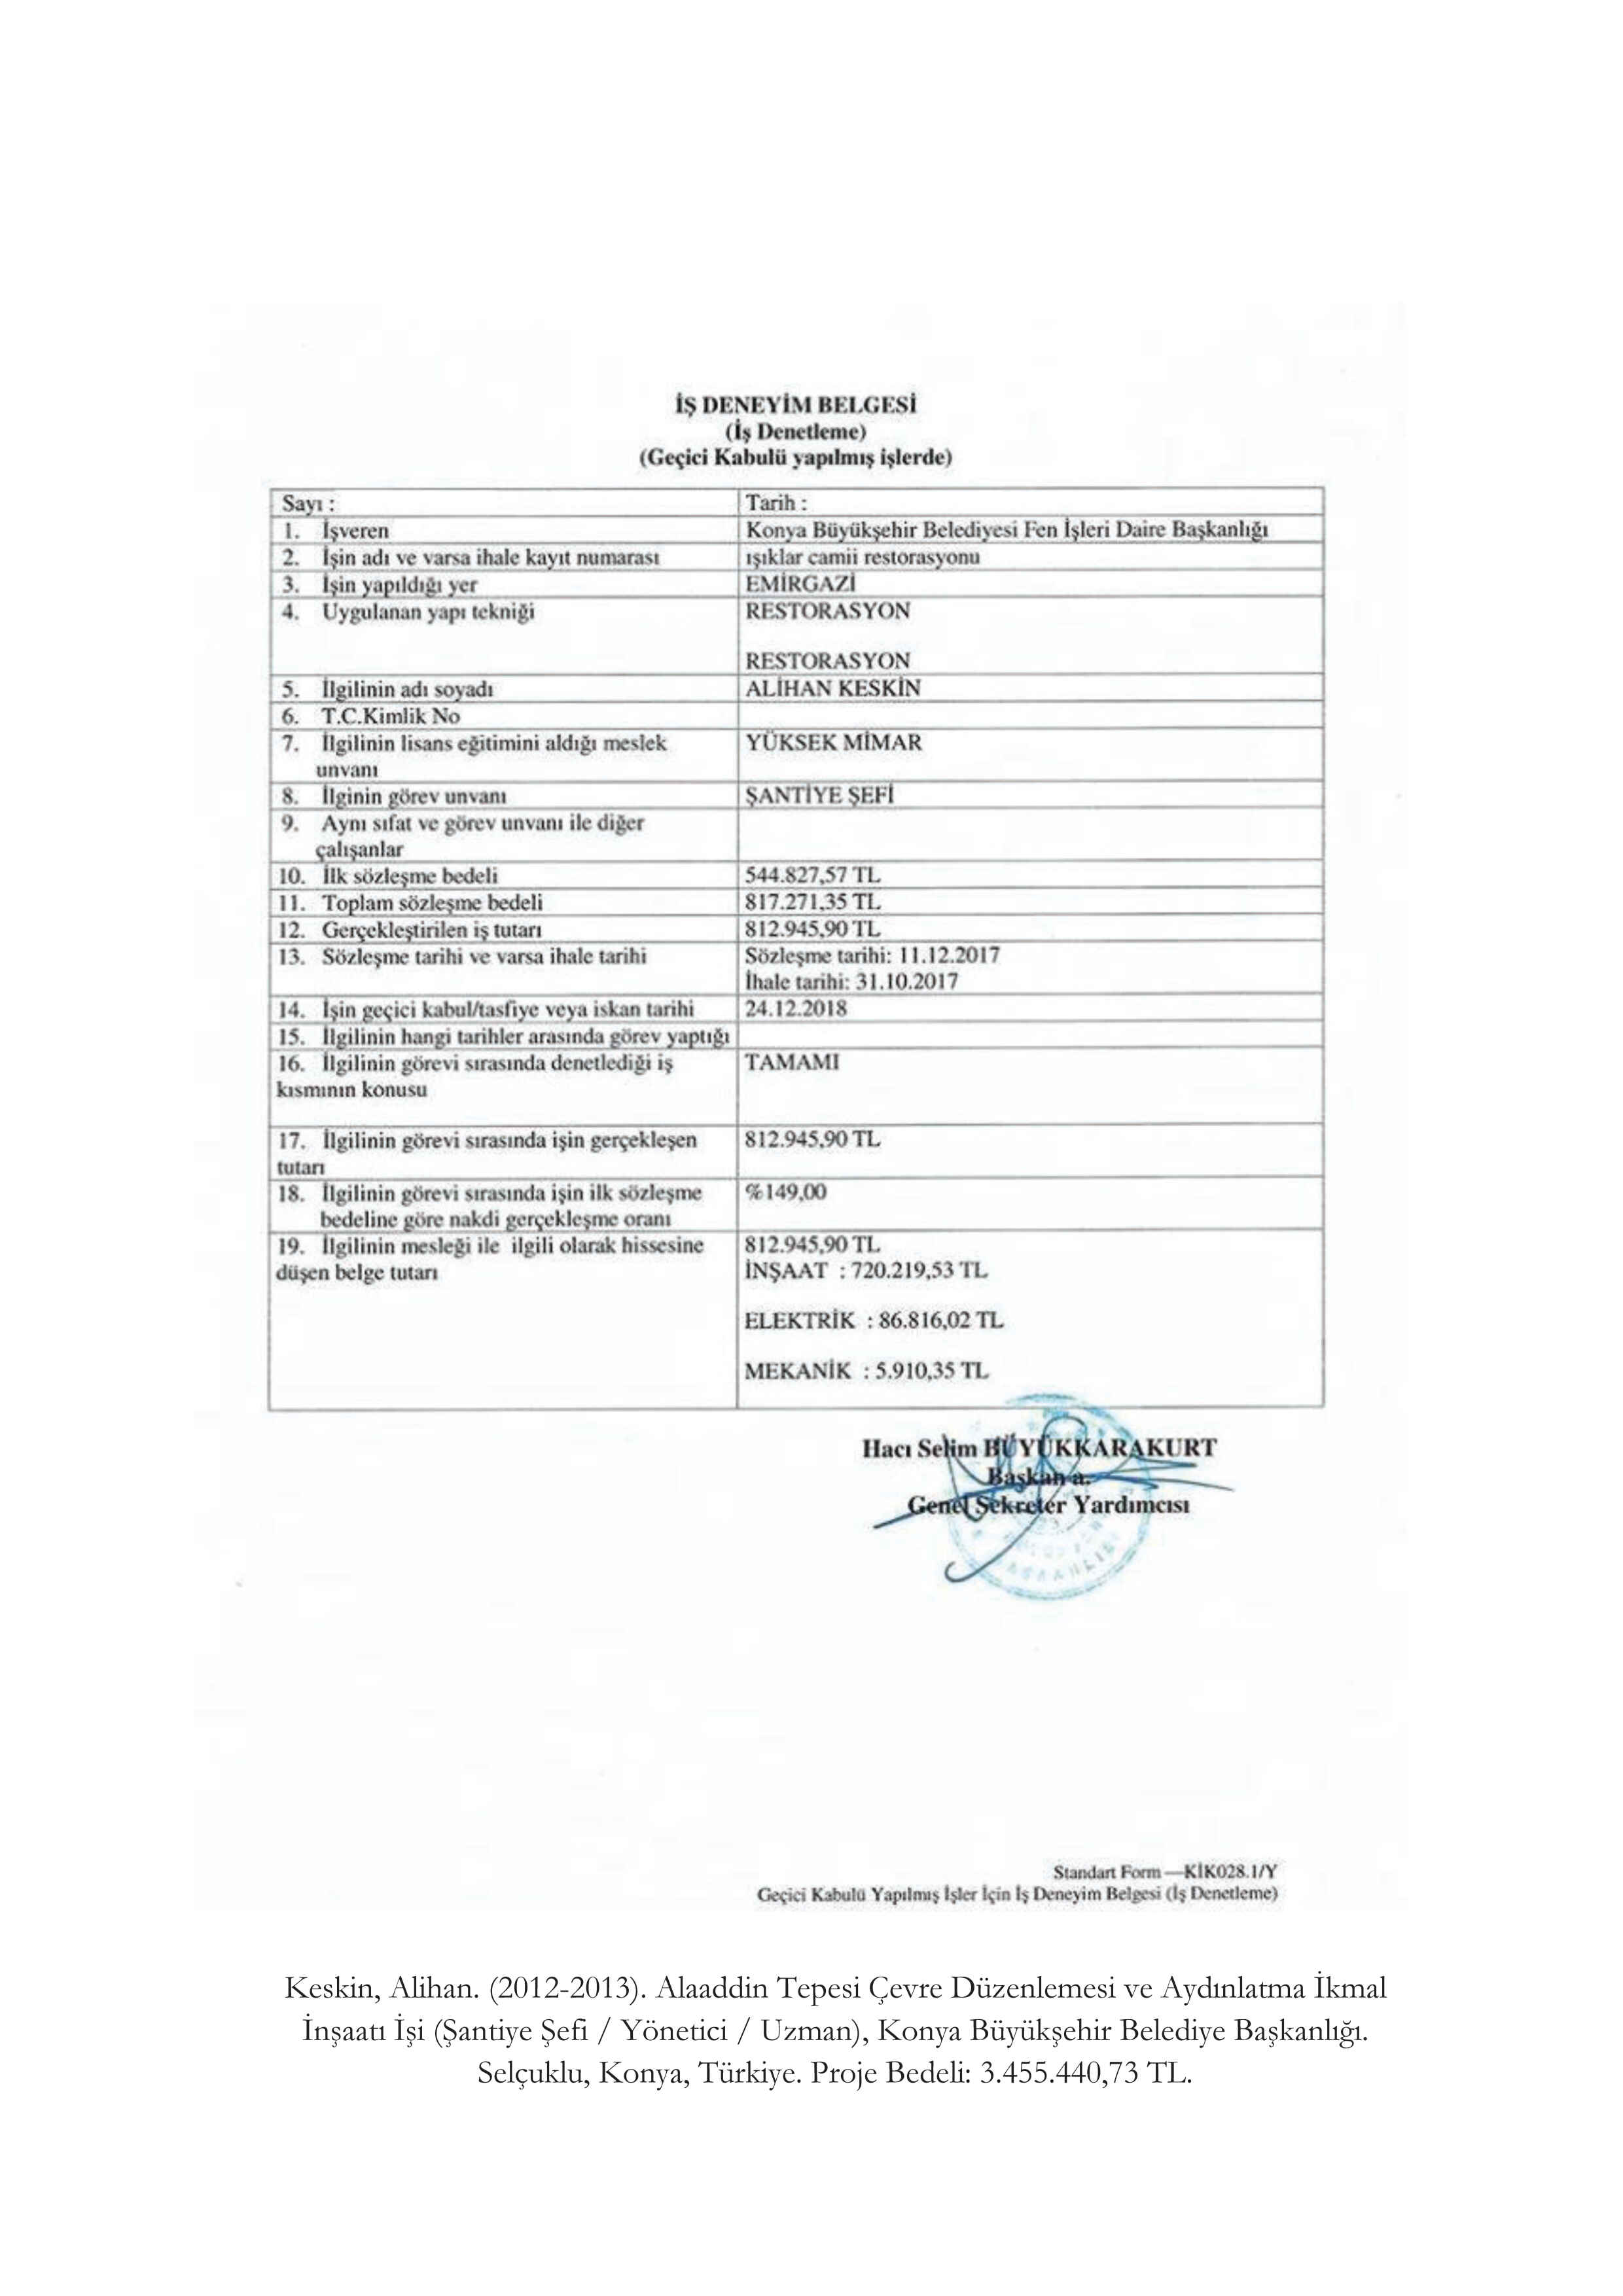 İŞ DENEYİM BELGESİ
(İş Denetleme)
(Geçici Kabulü yapılmış işlerde)
Sayı : Tarih :
1. İşveren Konya Büyükşehir Belediyesi Fen İşleri Daire Başkanlığı
2. İşin adı ve varsa ihale kayıt numarası ışıklar camii restorasyonu
3. İşin yapıldığı yer EMİRGAZİ
4. Uygulanan yapı tekniği RESTORASYON
RESTORASYON
5. İlgilinin adı soyadı ALİHAN KESKİN
6. T.C.Kimlik No
7. İlgilinin lisans eğitimini aldığı meslek YÜKSEK MİMAR
unvanı
8. İlginin görev unvanı ŞANTİYE ŞEFİ
9. Aynı sıfat ve görev unvanı ile diğer
çalışanlar
10. İlk sözleşme bedeli 544.827,57 TL
11. Toplam sözleşme bedeli 817.271,35 TL
12. Gerçekleştirilen iş tutarı 812.945,90 TL
13. Sözleşme tarihi ve varsa ihale tarihi Sözleşme tarihi: 11.12.2017
İhale tarihi: 31.10.2017
14. İşin geçici kabul/tasfiye veya iskan tarihi 24.12.2018
15. İlgilinin hangi tarihler arasında görev yaptığı
16. İlgilinin görevi sırasında denetlediği iş TAMAMI
kısmının konusu
17. İlgilinin görevi sırasında işin gerçekleşen 812.945,90 TL
tutarı
18. İlgilinin görevi sırasında işin ilk sözleşme %149,00
bedeline göre nakdi gerçekleşme oranı
19. İlgilinin mesleği ile ilgili olarak hissesine 812.945,90 TL
düşen belge tutarı İNŞAAT : 720.219,53 TL
ELEKTRİK : 86.816,02 TL
MEKANİK : 5.910,35 TL
Hacı Selim BÜYÜKKARAKURT
Başkan a.
Genel Sekreter Yardımcısı
Standart Form—KİK028.1/Y
Geçici Kabulü Yapılmış İşler İçin İş Deneyim Belgesi (İş Denetleme)
Keskin, Alihan. (2012-2013). Alaaddin Tepesi Çevre Düzenlemesi ve Aydınlatma İkmal
İnşaatı İşi (Şantiye Şefi / Yönetici / Uzman), Konya Büyükşehir Belediye Başkanlığı.
Selçuklu, Konya, Türkiye. Proje Bedeli: 3.455.440,73 TL.